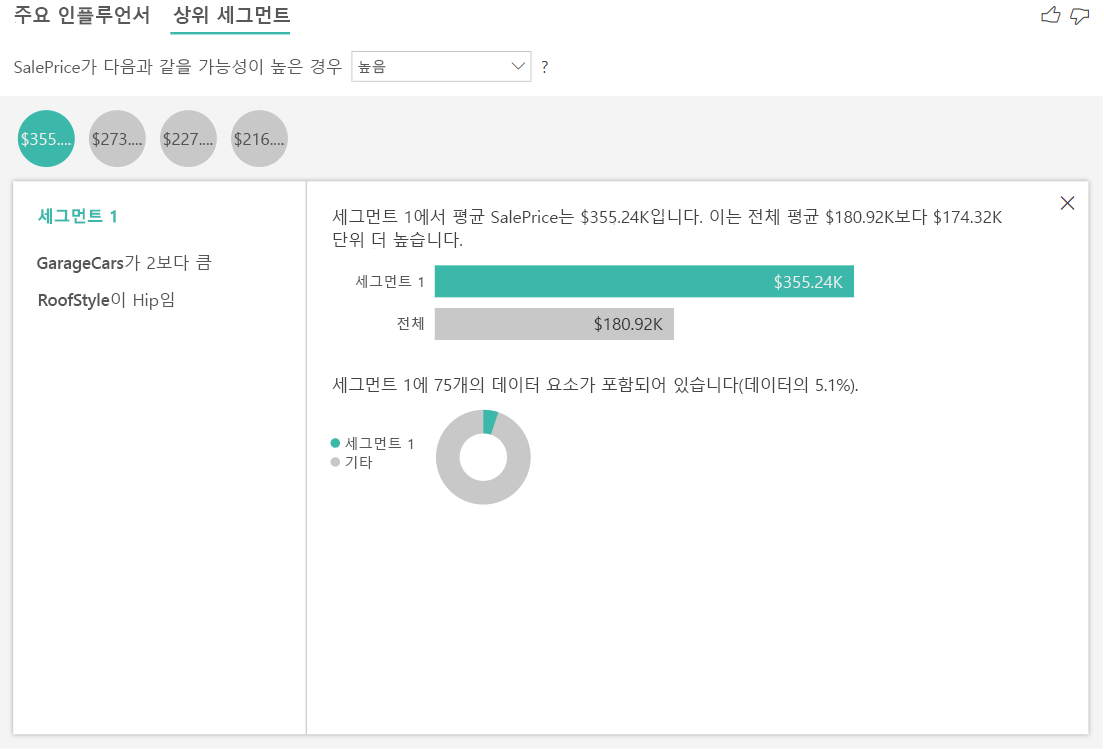 주요 인플루언서 상위 세그먼트
SalePrice가 다음과 같을 가능성이 높은 경우 높음 ?
$355.... $273.... $227.... $216....
세그먼트 1
GarageCars가 2보다 큼
RoofStyle이 Hip임
세그먼트 1에서 평균 SalePrice는 $355.24K입니다. 이는 전체 평균 $180.92K보다 $174.32K
단위 더 높습니다.
세그먼트 1 $355.24K
전체 $180.92K
세그먼트 1에 75개의 데이터 요소가 포함되어 있습니다(데이터의 5.1%).
세그먼트 1
기타